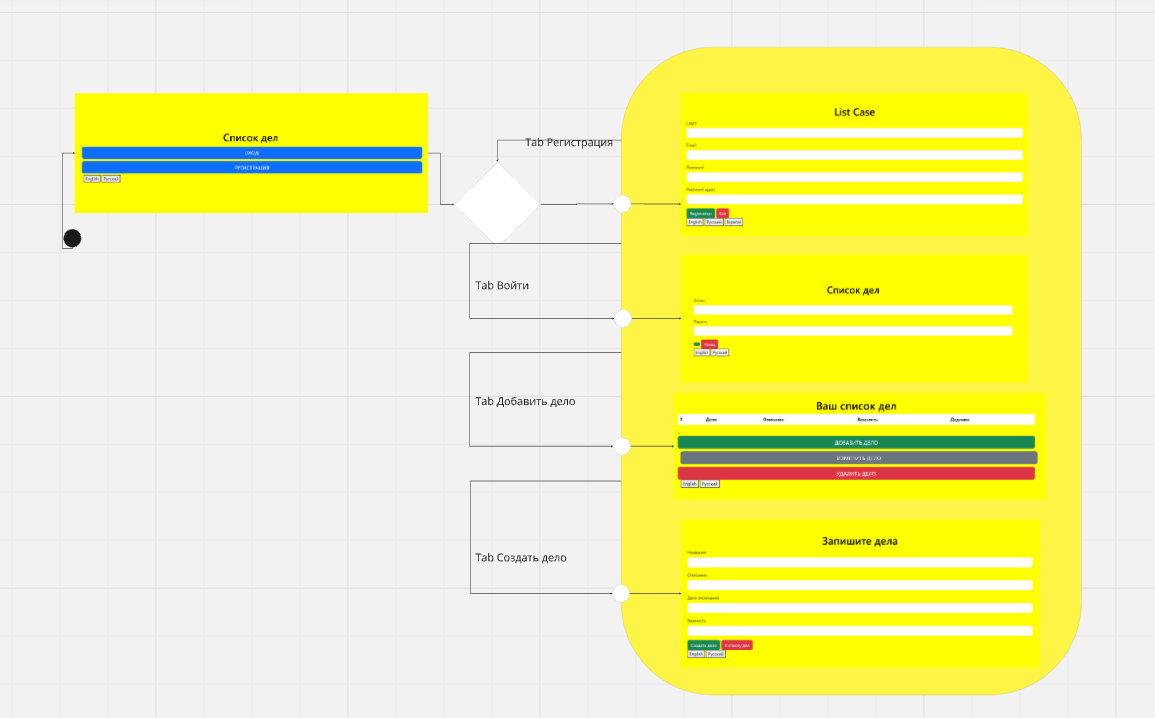 Список дел
ВХОД
РЕГИСТРАЦИЯ
English Русский
Tab Регистрация
Tab Войти
Tab Добавить дело
Tab Создать дело
List Case
Login
Email
Password
Password again
Registration Exit
English Русский Español
Список дел
Логин
Пароль
Назад
English Русский
Ваш список дел
# Дело Описание Важность Дедлайн
ДОБАВИТЬ ДЕЛО
ИЗМЕНИТЬ ДЕЛО
УДАЛИТЬ ДЕЛО
English Русский
Запишите дела
Название
Описание
Дата окончания
Важность
Создать дело К списку дел
English Русский